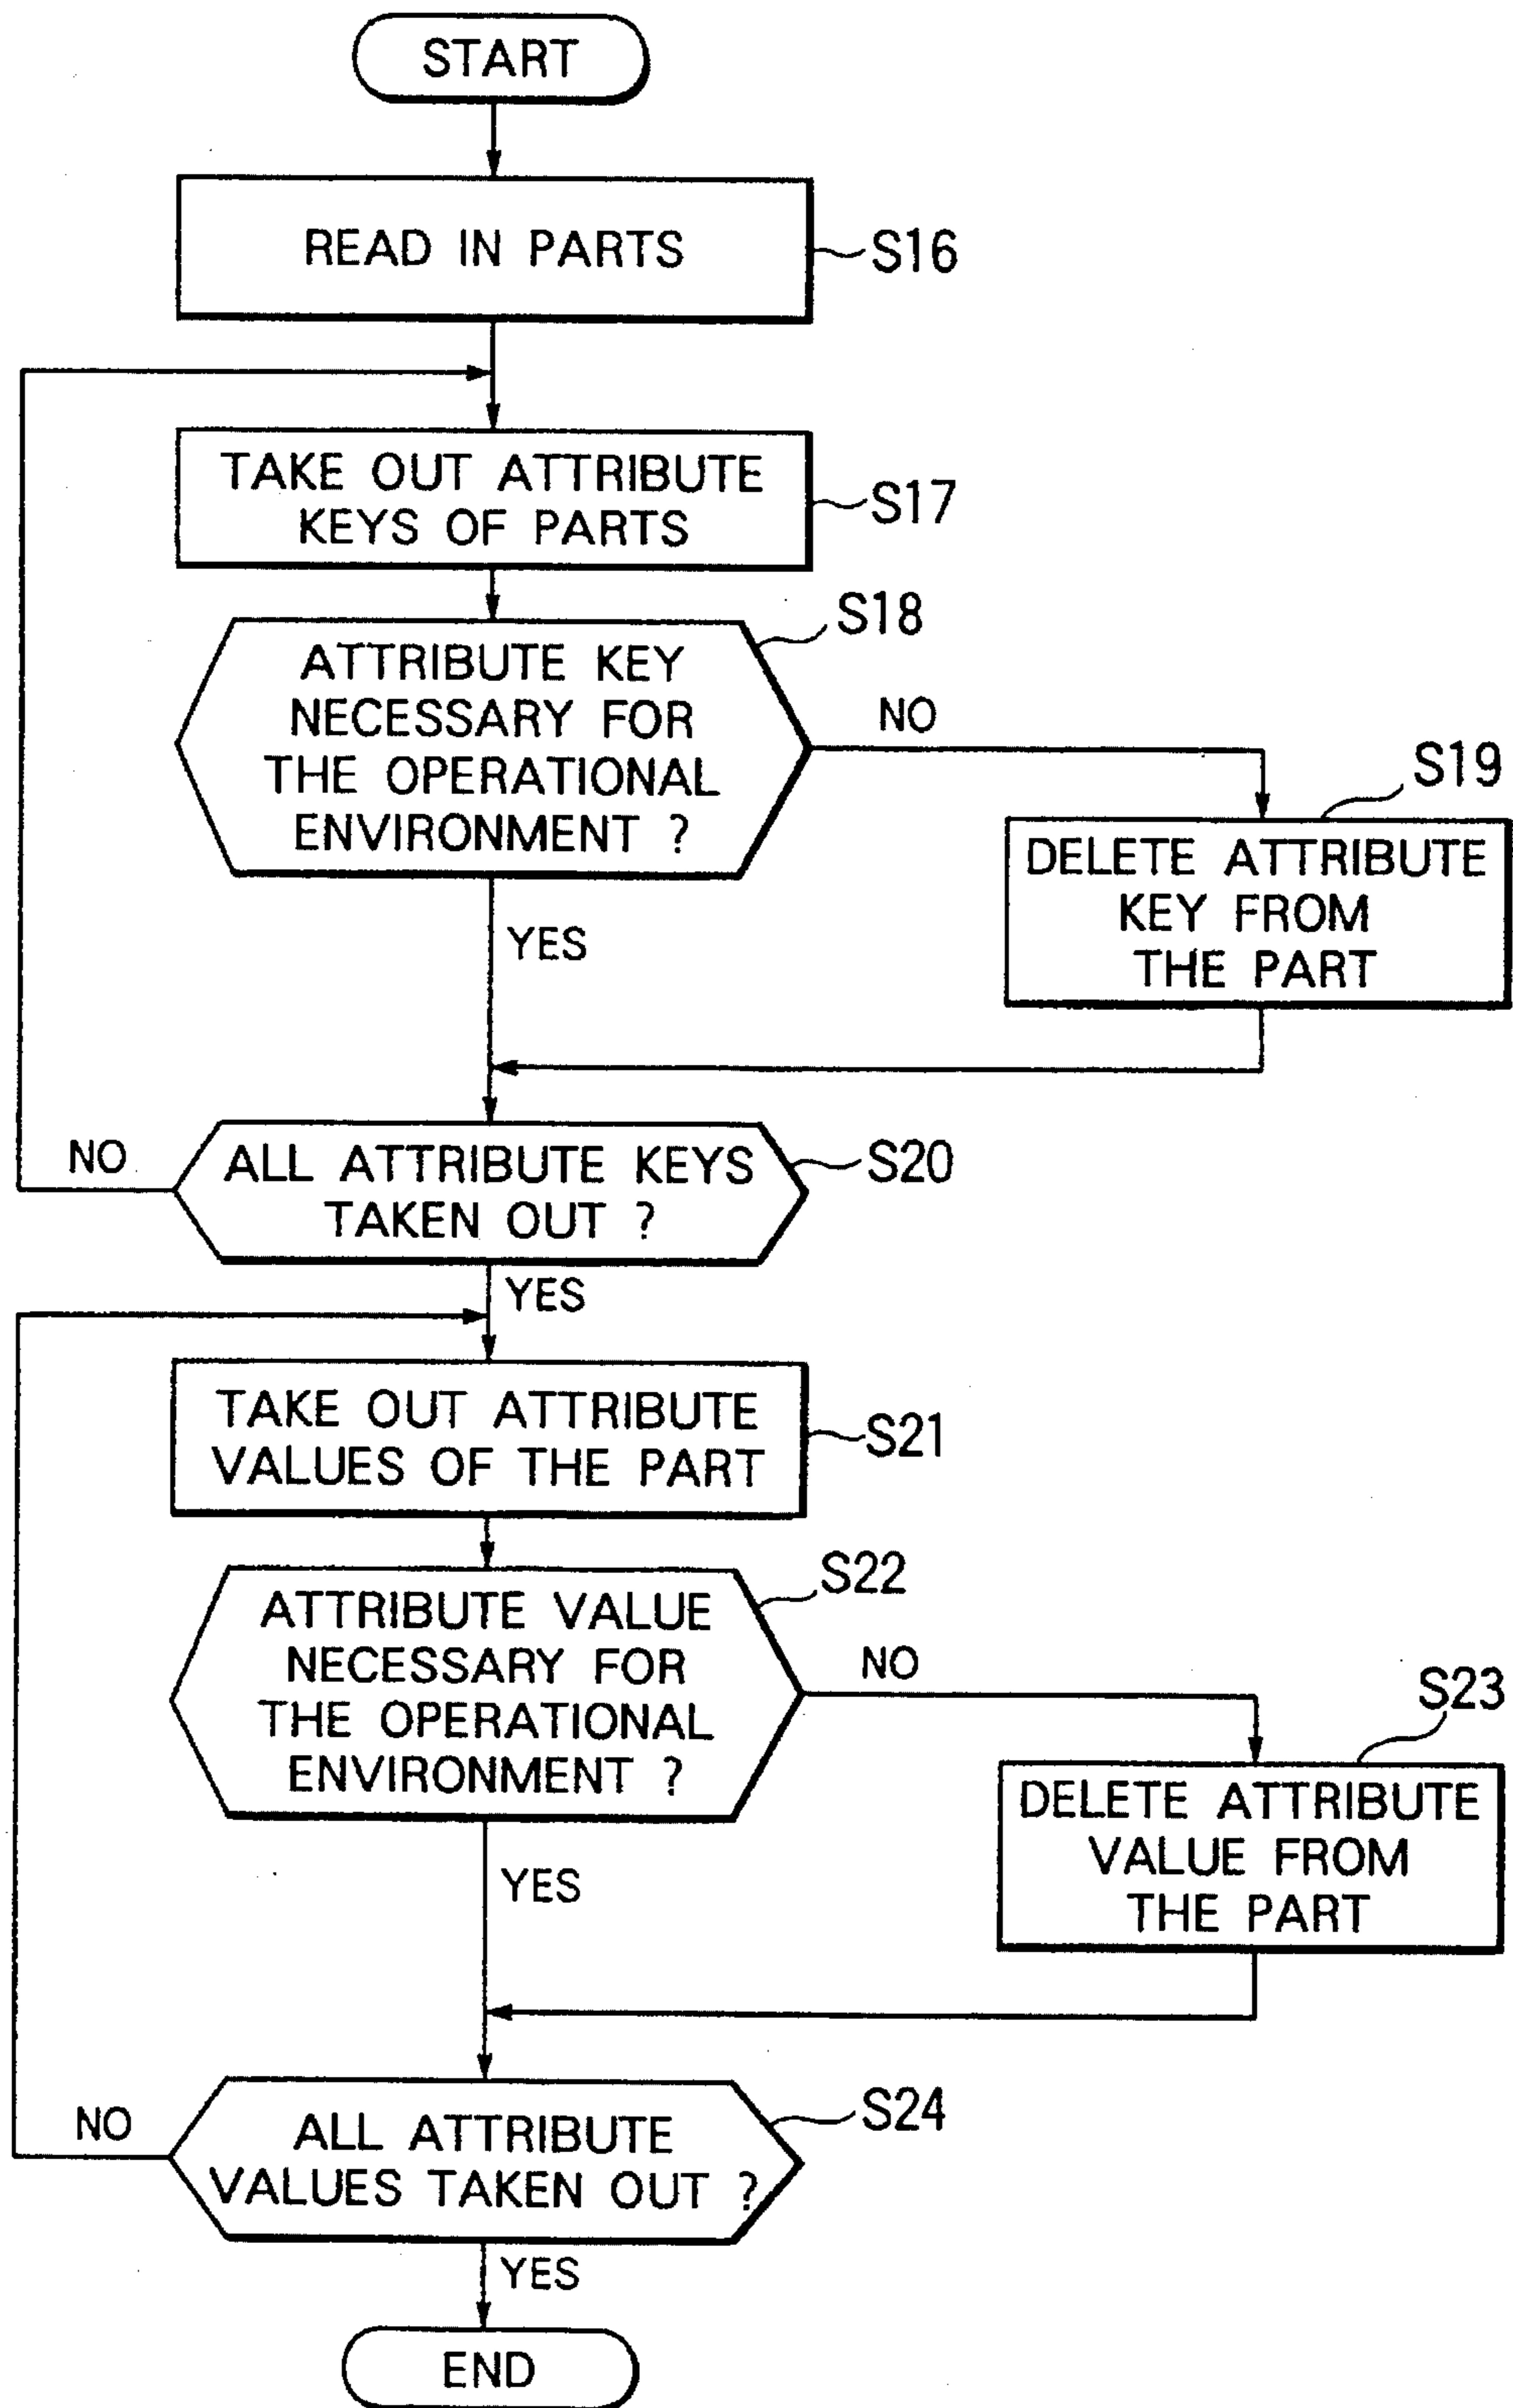 START
READ IN PARTS
S16
TAKE OUT ATTRIBUTE
KEYS OF PARTS
S17
S18
ATTRIBUTE KEY
NECESSARY FOR
THE OPERATIONAL
ENVIRONMENT ?
NO
YES
S19
DELETE ATTRIBUTE
KEY FROM
THE PART
NO
ALL ATTRIBUTE KEYS
TAKEN OUT ?
S20
YES
TAKE OUT ATTRIBUTE
VALUES OF THE PART
S21
S22
ATTRIBUTE VALUE
NECESSARY FOR
THE OPERATIONAL
ENVIRONMENT ?
NO
YES
S23
DELETE ATTRIBUTE
VALUE FROM
THE PART
NO
ALL ATTRIBUTE
VALUES TAKEN OUT ?
S24
YES
END